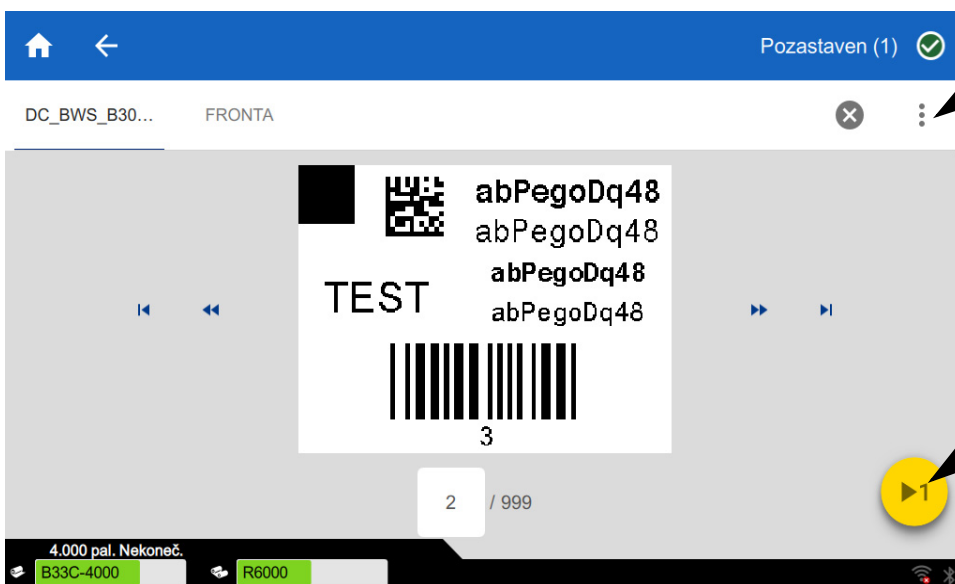 Pozastaven (1)
DC_BWS_B30... FRONTA
abPegoDq48
abPegoDq48
TEST
abPegoDq48
abPegoDq48
3
2 / 999
1
4.000 pal. Nekoneč.
B33C-4000 R6000